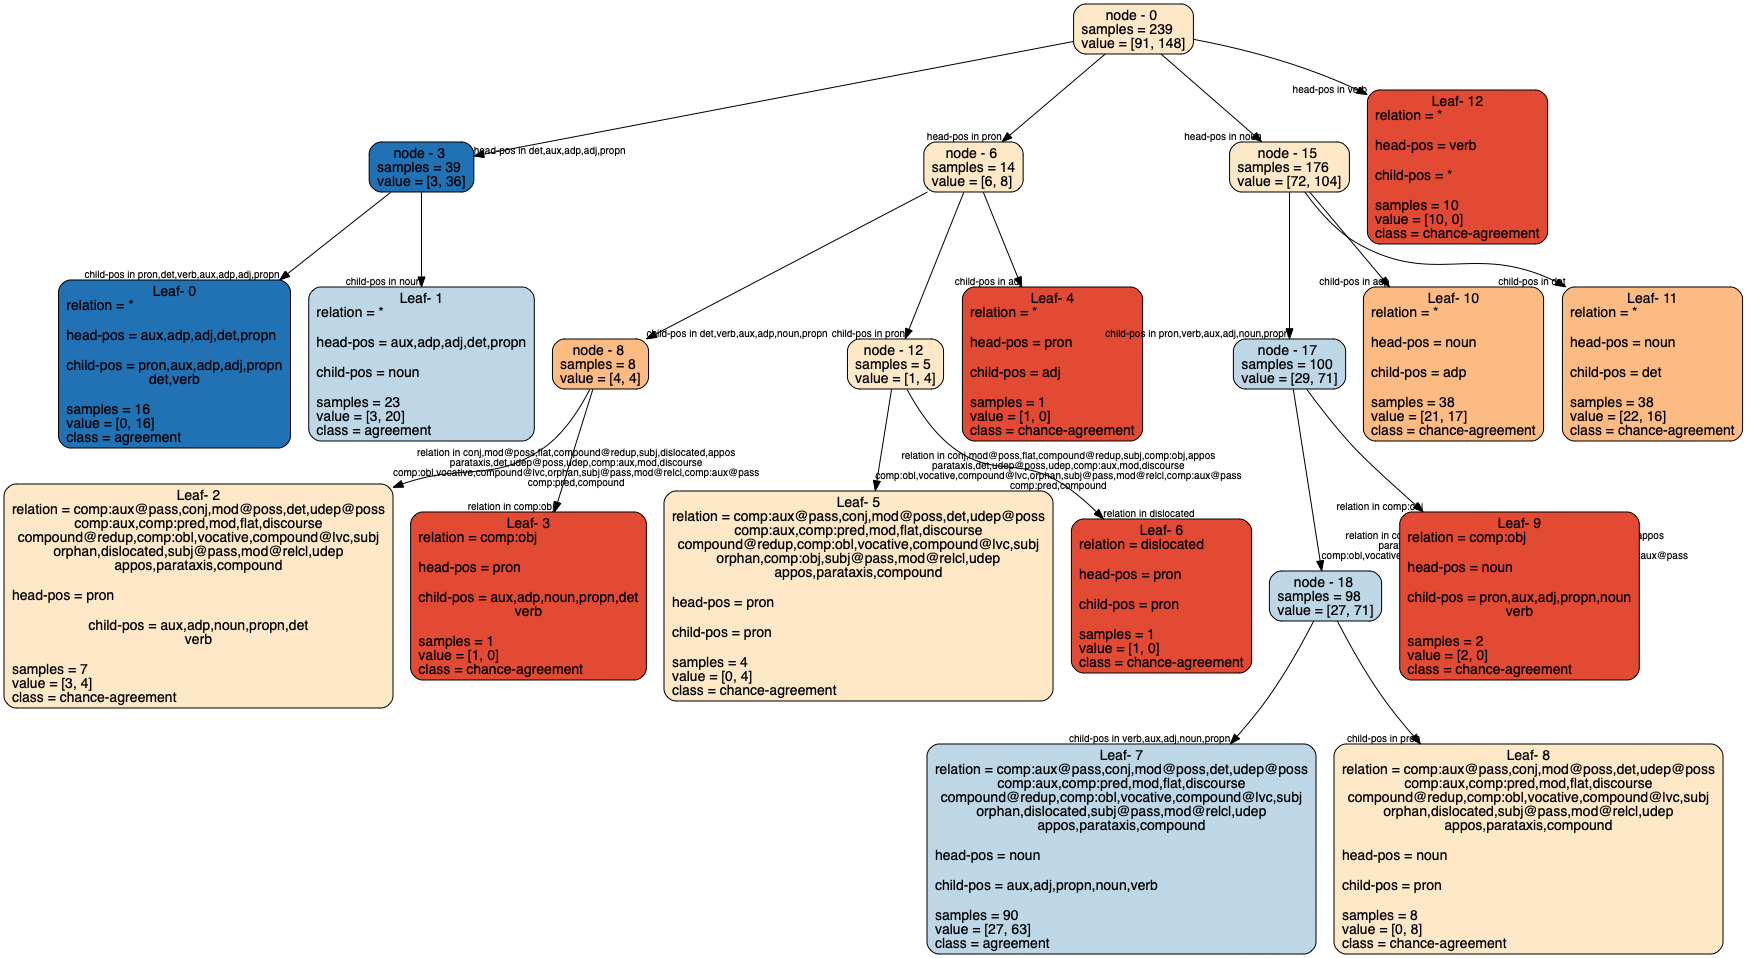 node - 0
samples = 239
value = [91, 148]
head-pos in verb
Leaf- 12
relation = *
head-pos = verb
child-pos = *
samples = 10
value = [10, 0]
class = chance-agreement
head-pos in det,aux,adp,adj,propn
node - 3
samples = 39
value = [3, 36]
head-pos in pron
node - 6
samples = 14
value = [6, 8]
head-pos in noun
node - 15
samples = 176
value = [72, 104]
child-pos in pron,det,verb,aux,adp,adj,propn
Leaf- 0
relation = *
head-pos = aux,adp,adj,det,propn
child-pos = pron,aux,adp,adj,propn
det,verb
samples = 16
value = [0, 16]
class = agreement
child-pos in noun
Leaf- 1
relation = *
head-pos = aux,adp,adj,det,propn
child-pos = noun
samples = 23
value = [3, 20]
class = agreement
child-pos in det,verb,aux,adp,noun,propn
node - 8
samples = 8
value = [4, 4]
child-pos in pron
node - 12
samples = 5
value = [1, 4]
child-pos in adj
Leaf- 4
relation = *
head-pos = pron
child-pos = adj
samples = 1
value = [1, 0]
class = chance-agreement
child-pos in pron,verb,aux,adj,noun,propn
node - 17
samples = 100
value = [29, 71]
child-pos in adp
Leaf- 10
relation = *
head-pos = noun
child-pos = adp
samples = 38
value = [21, 17]
class = chance-agreement
child-pos in det
Leaf- 11
relation = *
head-pos = noun
child-pos = det
samples = 38
value = [22, 16]
class = chance-agreement
relation in conj,mod@poss,flat,compound@redup,subj,dislocated,appos
parataxis,det,udep@poss,udep,comp:aux,mod,discourse
comp:obl,vocative,compound@lvc,orphan,subj@pass,mod@relcl,comp:aux@pass
comp:pred,compound
Leaf- 2
relation = comp:aux@pass,conj,mod@poss,det,udep@poss
comp:aux,comp:pred,mod,flat,discourse
compound@redup,comp:obl,vocative,compound@lvc,subj
orphan,dislocated,subj@pass,mod@relcl,udep
appos,parataxis,compound
head-pos = pron
child-pos = aux,adp,noun,propn,det
verb
samples = 7
value = [3, 4]
class = chance-agreement
relation in comp:obj
Leaf- 3
relation = comp:obj
head-pos = pron
child-pos = aux,adp,noun,propn,det
verb
samples = 1
value = [1, 0]
class = chance-agreement
relation in conj,mod@poss,flat,compound@redup,subj,comp:obj,appos
parataxis,det,udep@poss,udep,comp:aux,mod,discourse
comp:obl,vocative,compound@lvc,orphan,subj@pass,mod@relcl,comp:aux@pass
comp:pred,compound
Leaf- 5
relation = comp:aux@pass,conj,mod@poss,det,udep@poss
comp:aux,comp:pred,mod,flat,discourse
compound@redup,comp:obl,vocative,compound@lvc,subj
orphan,comp:obj,subj@pass,mod@relcl,udep
appos,parataxis,compound
head-pos = pron
child-pos = pron
samples = 4
value = [0, 4]
class = chance-agreement
relation in dislocated
Leaf- 6
relation = dislocated
head-pos = pron
child-pos = pron
samples = 1
value = [1, 0]
class = chance-agreement
relation in
appos
comp:obl
aux@pass
node - 18
samples = 98
value = [27, 71]
relation in comp:obj
Leaf- 9
relation = comp:obj
head-pos = noun
child-pos = pron,aux,adj,propn,noun
verb
samples = 2
value = [2, 0]
class = chance-agreement
child-pos in verb,aux,adj,noun,propn
Leaf- 7
relation = comp:aux@pass,conj,mod@poss,det,udep@poss
comp:aux,comp:pred,mod,flat,discourse
compound@redup,comp:obl,vocative,compound@lvc,subj
orphan,dislocated,subj@pass,mod@relcl,udep
appos,parataxis,compound
head-pos = noun
child-pos = aux,adj,propn,noun,verb
samples = 90
value = [27, 63]
class = agreement
child-pos in pron
Leaf- 8
relation = comp:aux@pass,conj,mod@poss,det,udep@poss
comp:aux,comp:pred,mod,flat,discourse
compound@redup,comp:obl,vocative,compound@lvc,subj
orphan,dislocated,subj@pass,mod@relcl,udep
appos,parataxis,compound
head-pos = noun
child-pos = pron
samples = 8
value = [0, 8]
class = chance-agreement